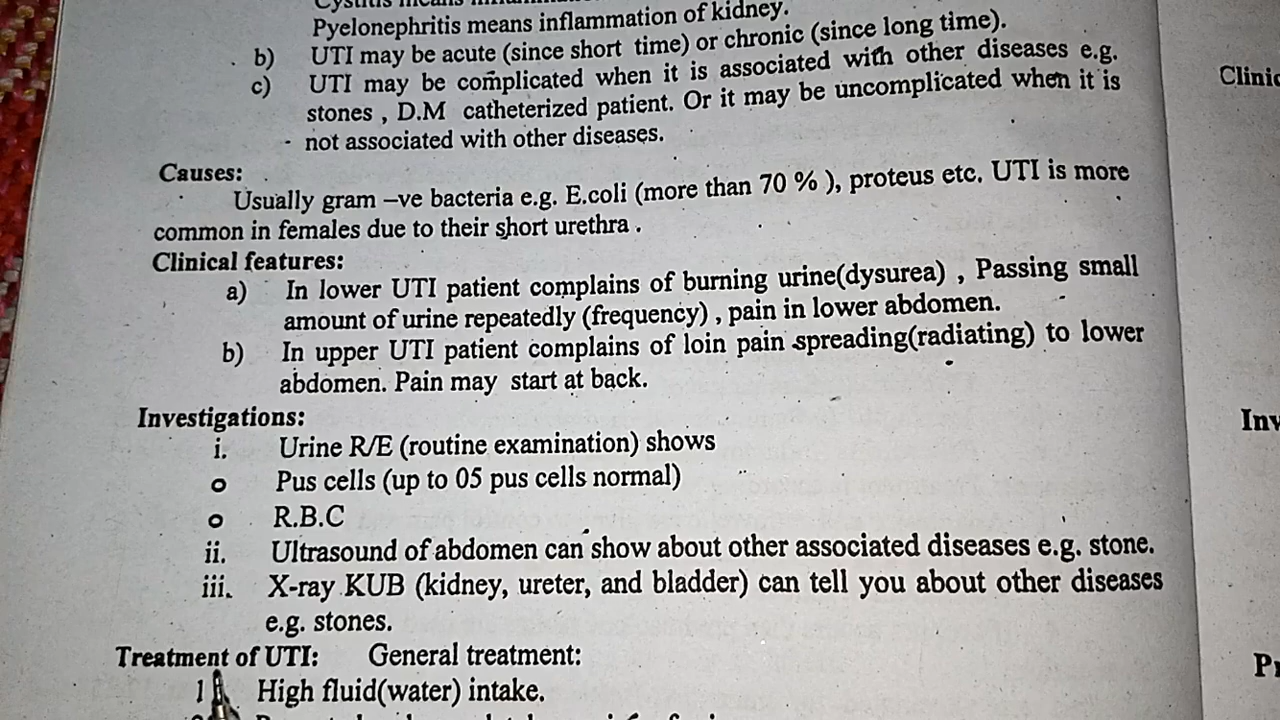 Cystitis means
Pyelonephritis means inflammation of kidney.
b) UTI may be acute (since short time) or chronic (since long time).
c) UTI may be complicated when it is associated with other diseases e.g.
stones , D.M catheterized patient. Or it may be uncomplicated when it is
not associated with other diseases.
Causes:
Usually gram –ve bacteria e.g. E.coli (more than 70 % ), proteus etc. UTI is more
common in females due to their short urethra .
Clinical features:
a) In lower UTI patient complains of burning urine(dysurea) , Passing small
amount of urine repeatedly (frequency) , pain in lower abdomen.
b) In upper UTI patient complains of loin pain spreading(radiating) to lower
abdomen. Pain may start at back.
Investigations:
i. Urine R/E (routine examination) shows
o Pus cells (up to 05 pus cells normal)
o R.B.C
ii. Ultrasound of abdomen can show about other associated diseases e.g. stone.
iii. X-ray KUB (kidney, ureter, and bladder) can tell you about other diseases
e.g. stones.
Treatment of UTI: General treatment:
1 High fluid(water) intake.